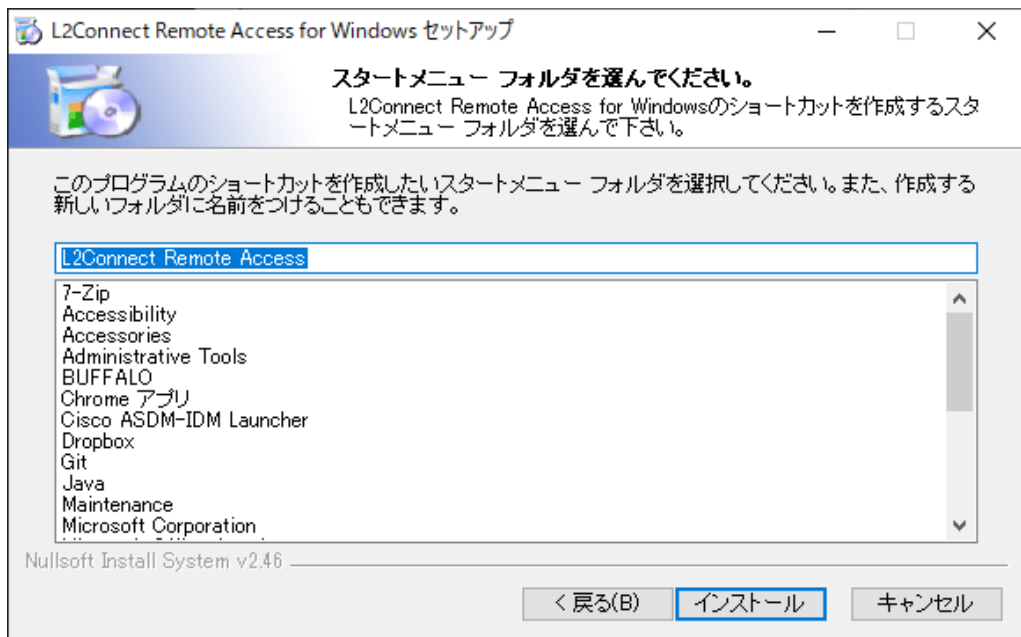 L2Connect Remote Access for Windows セットアップ
スタートメニュー フォルダを選んでください。
L2Connect Remote Access for Windowsのショートカットを作成するスタ
ートメニュー フォルダを選んで下さい。
このプログラムのショートカットを作成したいスタートメニュー フォルダを選択してください。また、作成する
新しいフォルダに名前をつけることもできます。
L2Connect Remote Access
7-Zip
Accessibility
Accessories
Administrative Tools
BUFFALO
Chrome アプリ
Cisco ASDM-IDM Launcher
Dropbox
Git
Java
Maintenance
Microsoft Corporation
Nullsoft Install System v2.46
< 戻る(B)
インストール
キャンセル